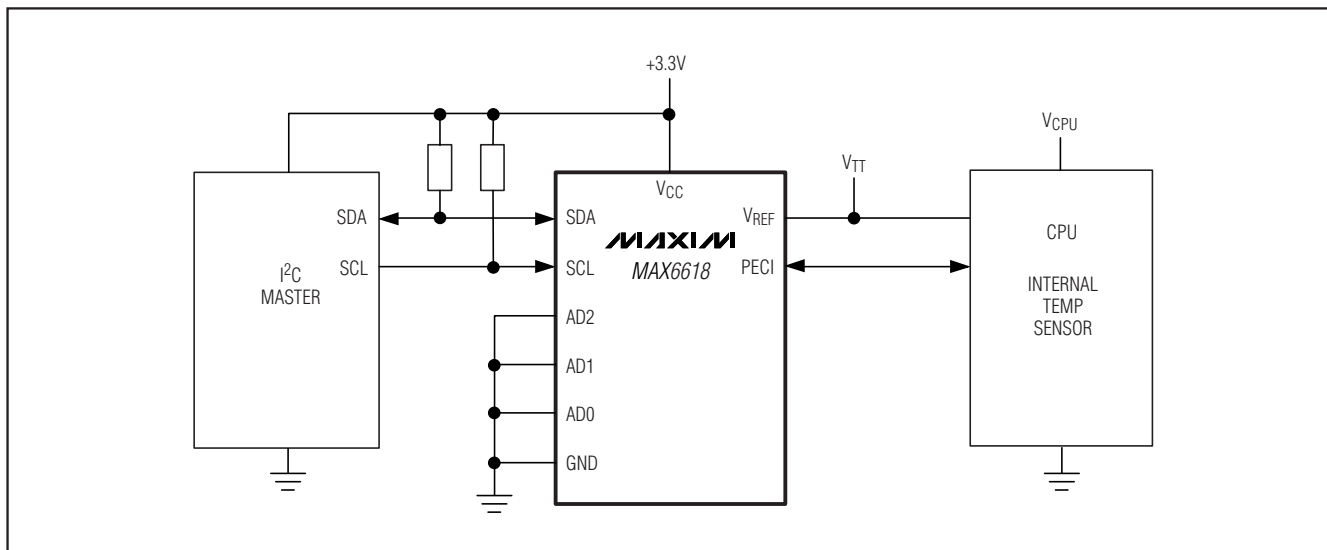 +3.3V
I²C
MASTER
SDA
SCL
V_CC
SDA
SCL
AD2
AD1
AD0
GND
MAXIM
MAX6618
V_REF
PECI
V_TT
V_CPU
CPU
INTERNAL
TEMP
SENSOR